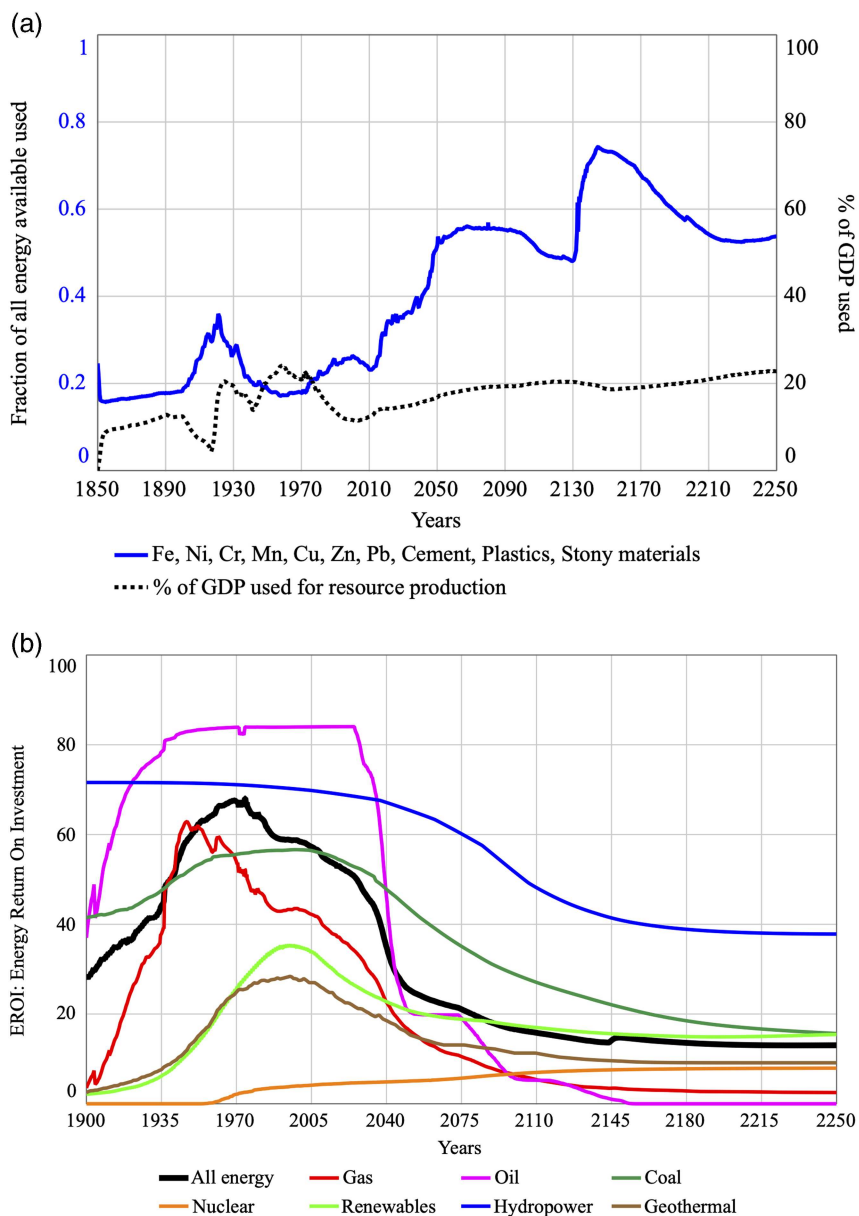 (a)
Fraction of all energy available used
1
0.8
0.6
0.4
0.2
0
100
80
60
40
20
0
% of GDP used
1850 1890 1930 1970 2010 2050 2090 2130 2170 2210 2250
Years
Fe, Ni, Cr, Mn, Cu, Zn, Pb, Cement, Plastics, Stony materials
% of GDP used for resource production
(b)
EROI: Energy Return On Investment
100
80
60
40
20
0
1900 1935 1970 2005 2040 2075 2110 2145 2180 2215 2250
Years
All energy Gas Oil Coal
Nuclear Renewables Hydropower Geothermal